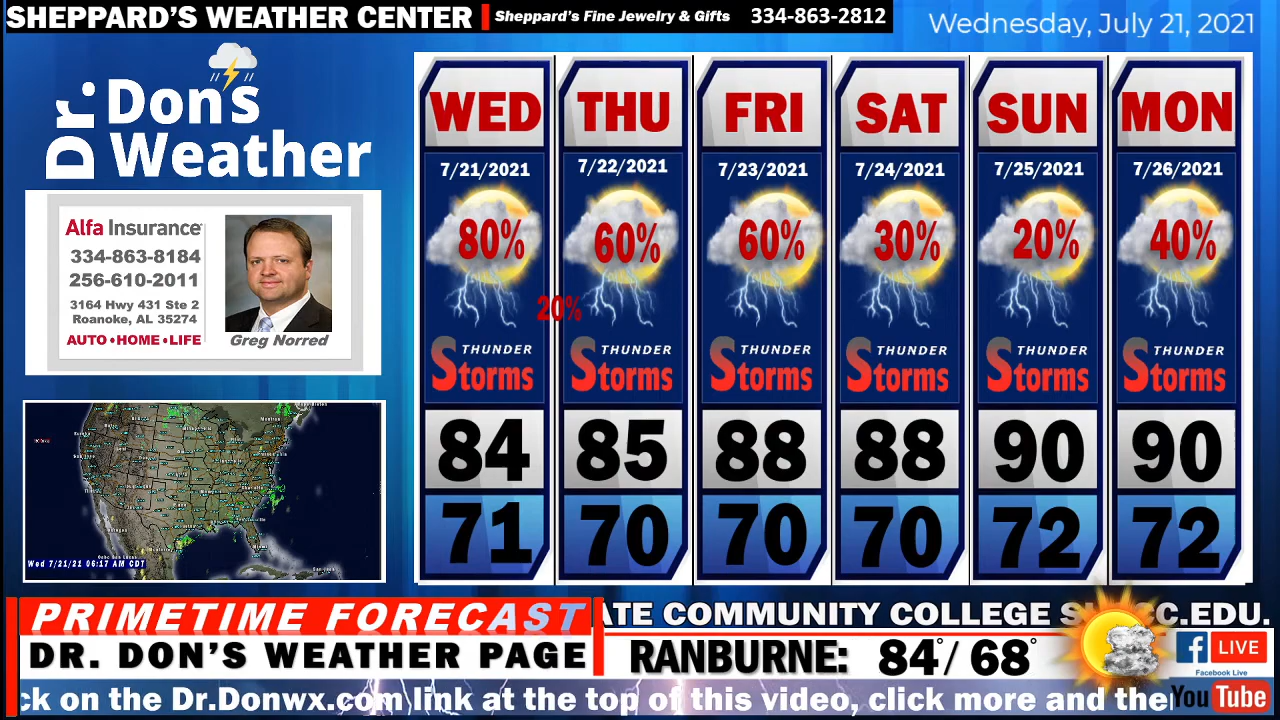 SHEPPARD'S WEATHER CENTER
Sheppard's Fine Jewelry & Gifts 334-863-2812
Wednesday, July 21, 2021
Dr. Don's
Weather
Alfa Insurance
334-863-8184
256-610-2011
3164 Hwy 431 Ste 2
Roanoke, AL 35274
AUTO • HOME • LIFE
Greg Norred
Wed 7/21/21 06:17 AM CDT
WED THU FRI SAT SUN MON
7/21/2021 7/22/2021 7/23/2021 7/24/2021 7/25/2021 7/26/2021
80% 60% 60% 30% 20% 40%
20%
THUNDER THUNDER THUNDER THUNDER THUNDER THUNDER
Storms Storms Storms Storms Storms Storms
84 85 88 88 90 90
71 70 70 70 72 72
PRIMETIME FORECAST
DR. DON'S WEATHER PAGE
ATE COMMUNITY COLLEGE S C.EDU.
RANBURNE: 84°/ 68°
LIVE
Facebook Live
ck on the Dr.Donwx.com link at the top of this video, click more and the
YouTube